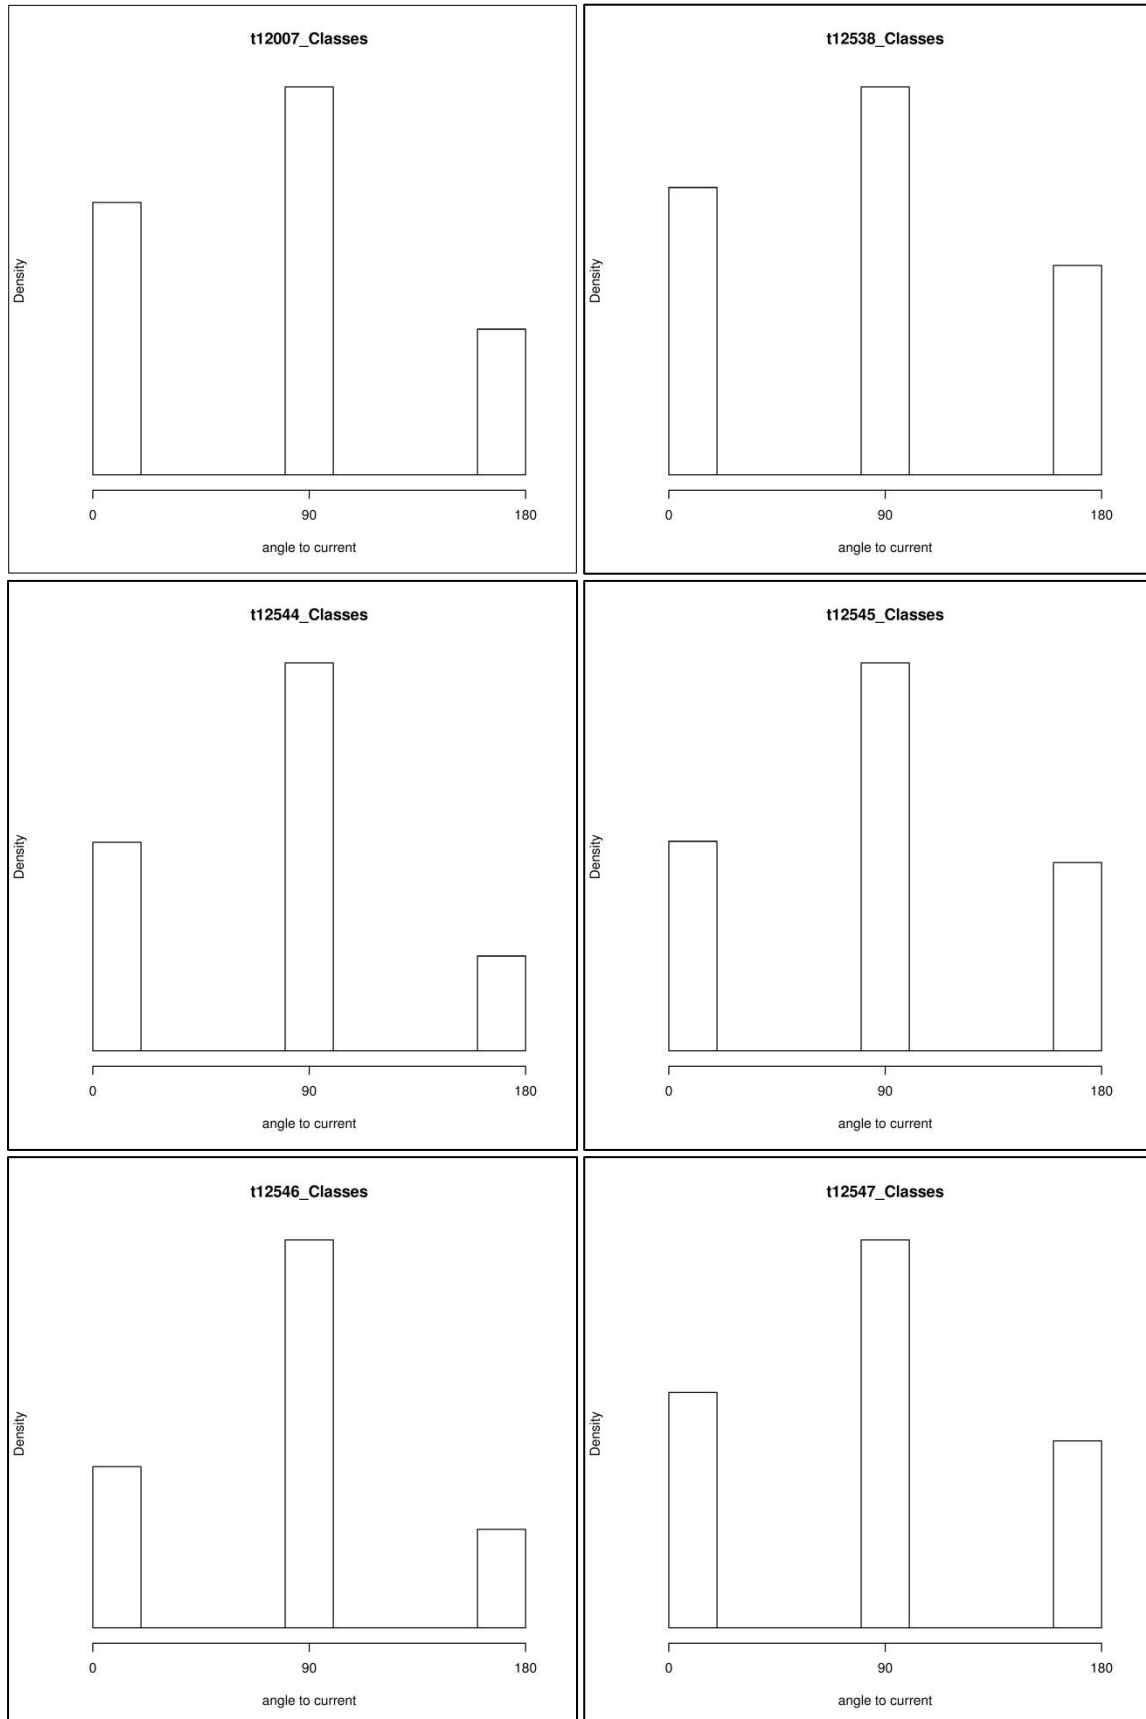 t12007_Classes
Density
0 90 180
angle to current
t12538_Classes
Density
0 90 180
angle to current
t12544_Classes
Density
0 90 180
angle to current
t12545_Classes
Density
0 90 180
angle to current
t12546_Classes
Density
0 90 180
angle to current
t12547_Classes
Density
0 90 180
angle to current